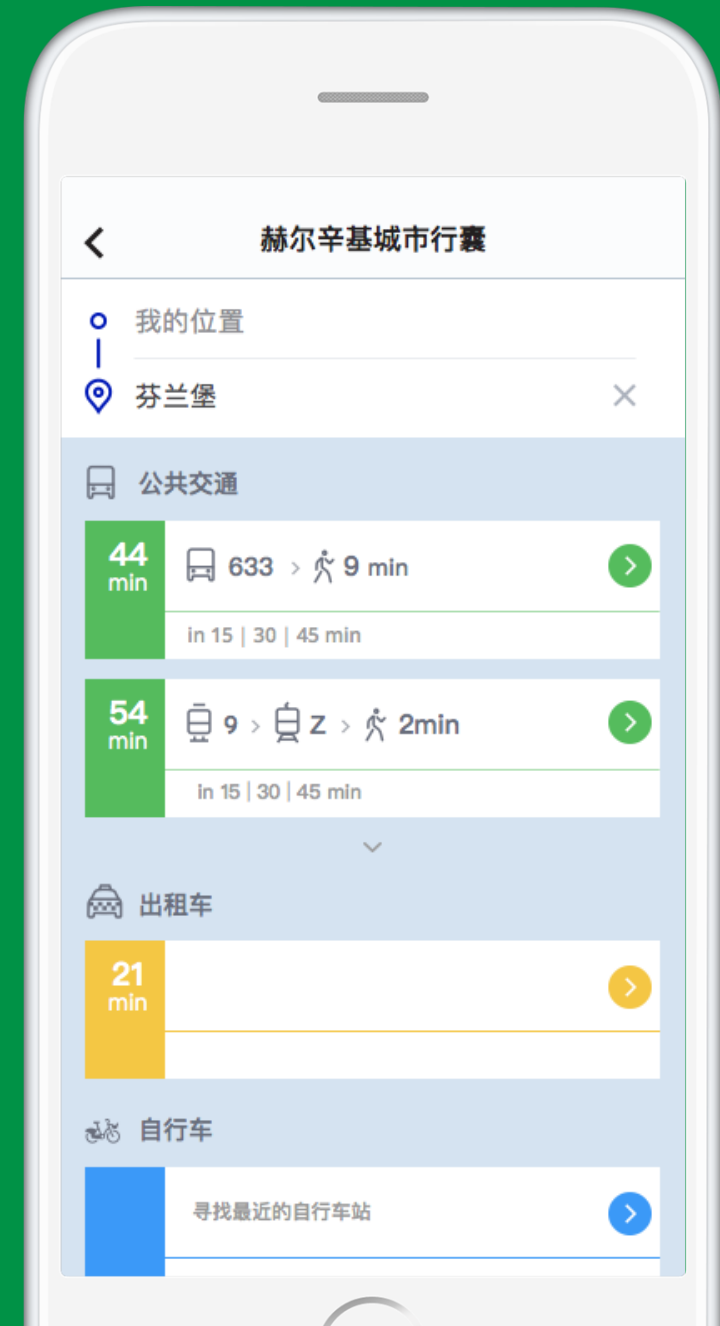 赫尔辛基城市行囊
我的位置
芬兰堡
公共交通
44
min
633 > 9 min
in 15 | 30 | 45 min
54
min
9 > Z > 2min
in 15 | 30 | 45 min
出租车
21
min
自行车
寻找最近的自行车站